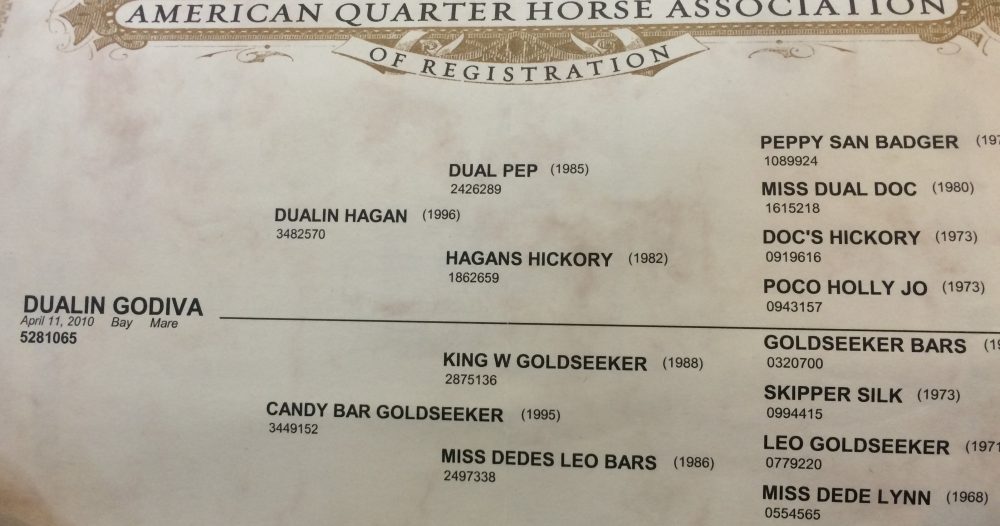 AMERICAN QUARTER HORSE ASSOCIATION
OF REGISTRATION
PEPPY SAN BADGER
1089924
DUAL PEP (1985)
2426289
MISS DUAL DOC (1980)
1615218
DUALIN HAGAN (1996)
3482570
DOC'S HICKORY (1973)
0919616
HAGANS HICKORY (1982)
1862659
POCO HOLLY JO (1973)
0943157
DUALIN GODIVA
April 11, 2010 Bay Mare
5281065
GOLDSEEKER BARS
0320700
KING W GOLDSEEKER (1988)
2875136
SKIPPER SILK (1973)
0994415
CANDY BAR GOLDSEEKER (1995)
3449152
LEO GOLDSEEKER (1971
0779220
MISS DEDES LEO BARS (1986)
2497338
MISS DEDE LYNN (1968)
0554565